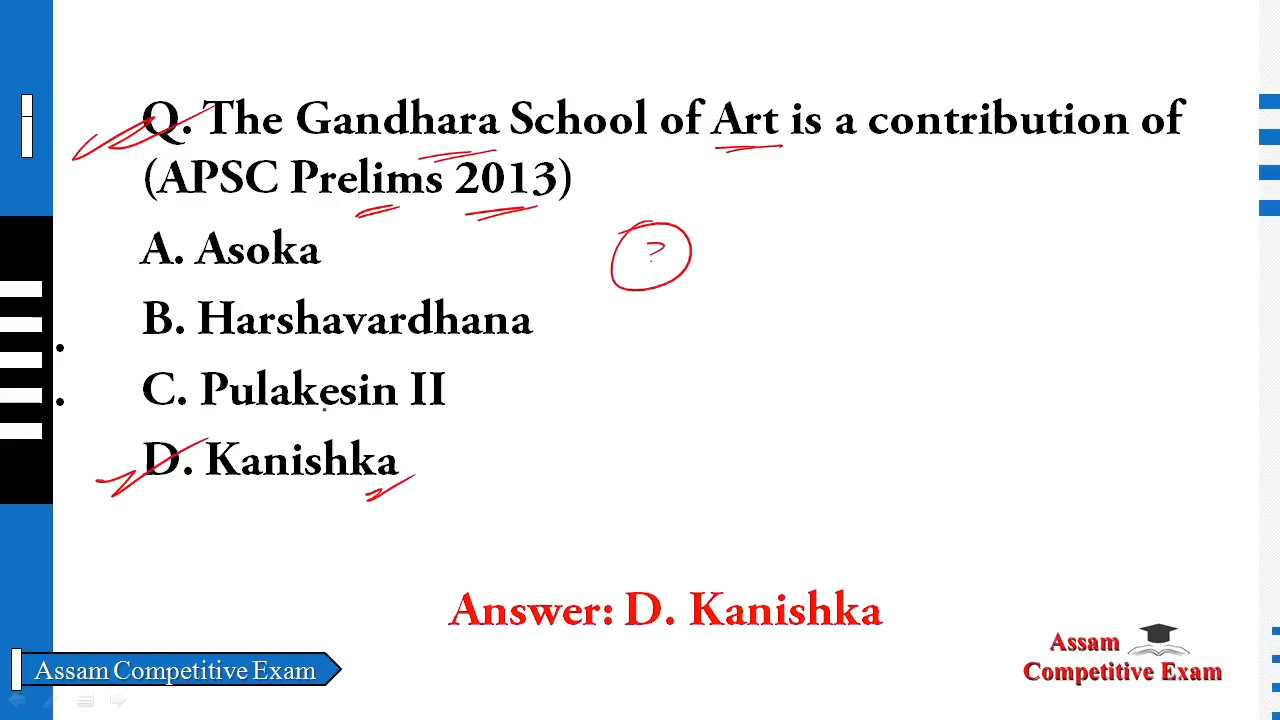 Q. The Gandhara School of Art is a contribution of
(APSC Prelims 2013)
?
A. Asoka
B. Harshavardhana
C. Pulakesin II
D. Kanishka
Answer: D. Kanishka
Assam Competitive Exam
Assam
Competitive Exam